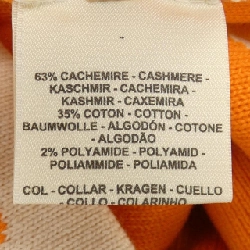 63% CACHEMIRE - CASHMERE -
KASCHMIR - CACHEMIRA -
KASHMIR - CAXEMIRA
35% COTON - COTTON -
BAUMWOLLE - ALGODÓN - COTONE
- ALGODÃO
2% POLYAMID - POLYAMIDE -
POLIAMMIDE - POLIAMIDA
COL - COLLAR - KRAGEN - CUELLO
- COLLO - COLARINHO